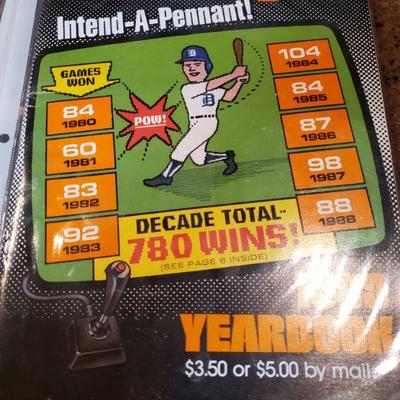 Intend-A-Pennant!
GAMES
WON
84
1980
60
1981
83
1982
92
1983
104
1984
84
1985
87
1986
98
1987
88
1988
D
D
POW!
DECADE TOTAL..
780 WINS!
(SEE PAGE 6 INSIDE)
YEARBOOK
$3.50 or $5.00 by mail